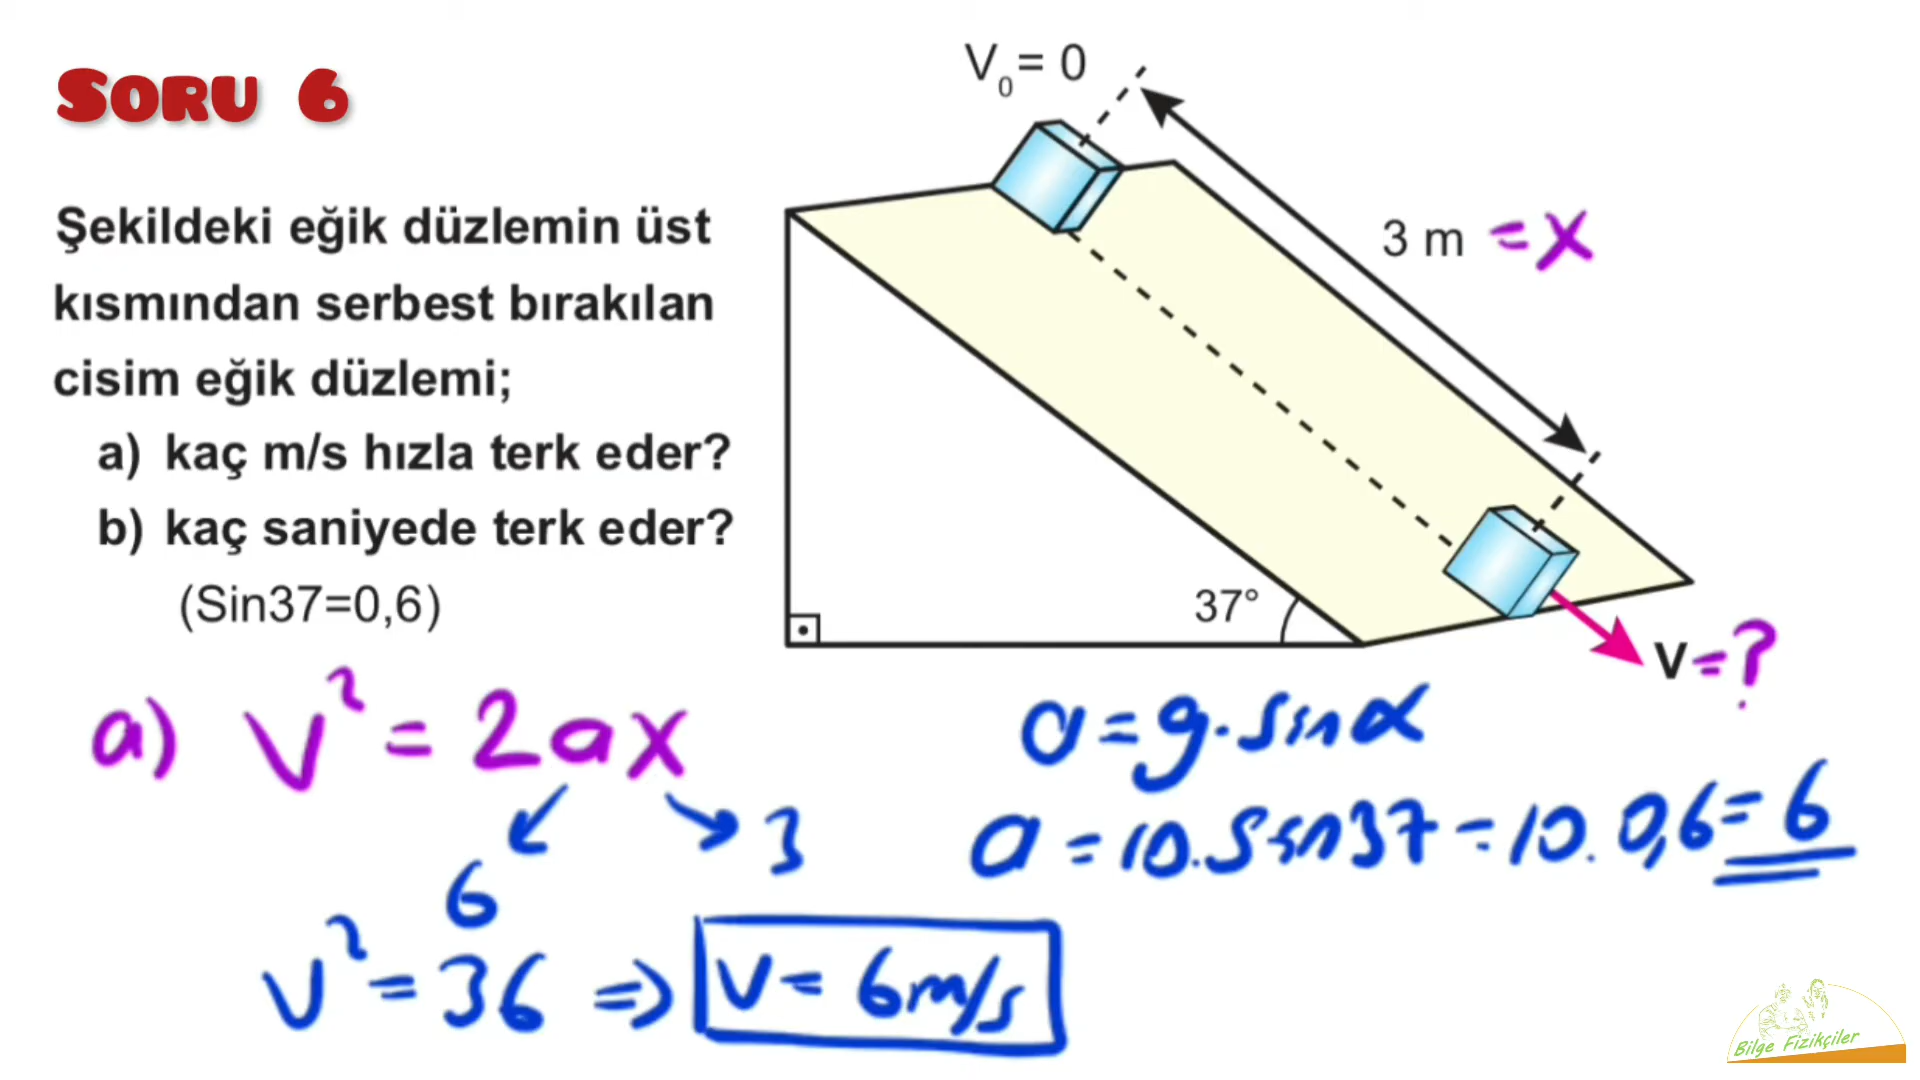 SORU 6
Şekildeki eğik düzlemin üst
kısmından serbest bırakılan
cisim eğik düzlemi;
a) kaç m/s hızla terk eder?
b) kaç saniyede terk eder?
(Sin37=0,6)
V₀ = 0
3 m = x
37°
V = ?
a) V² = 2ax
6
3
V² = 36 ⇒ V = 6m/s
a = g.sinα
a = 10.sin37 = 10.0,6 = 6
Bilge Fizikçiler